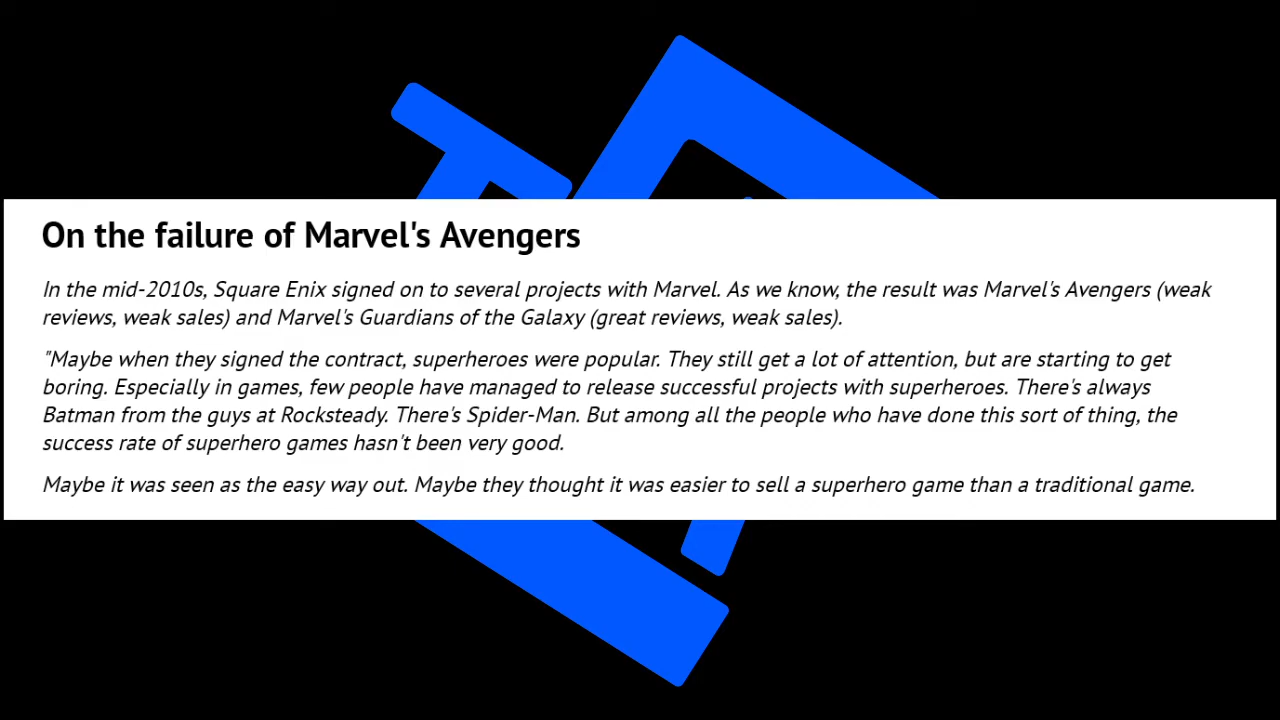 On the failure of Marvel's Avengers
In the mid-2010s, Square Enix signed on to several projects with Marvel. As we know, the result was Marvel's Avengers (weak
reviews, weak sales) and Marvel's Guardians of the Galaxy (great reviews, weak sales).
"Maybe when they signed the contract, superheroes were popular. They still get a lot of attention, but are starting to get
boring. Especially in games, few people have managed to release successful projects with superheroes. There's always
Batman from the guys at Rocksteady. There's Spider-Man. But among all the people who have done this sort of thing, the
success rate of superhero games hasn't been very good.
Maybe it was seen as the easy way out. Maybe they thought it was easier to sell a superhero game than a traditional game.